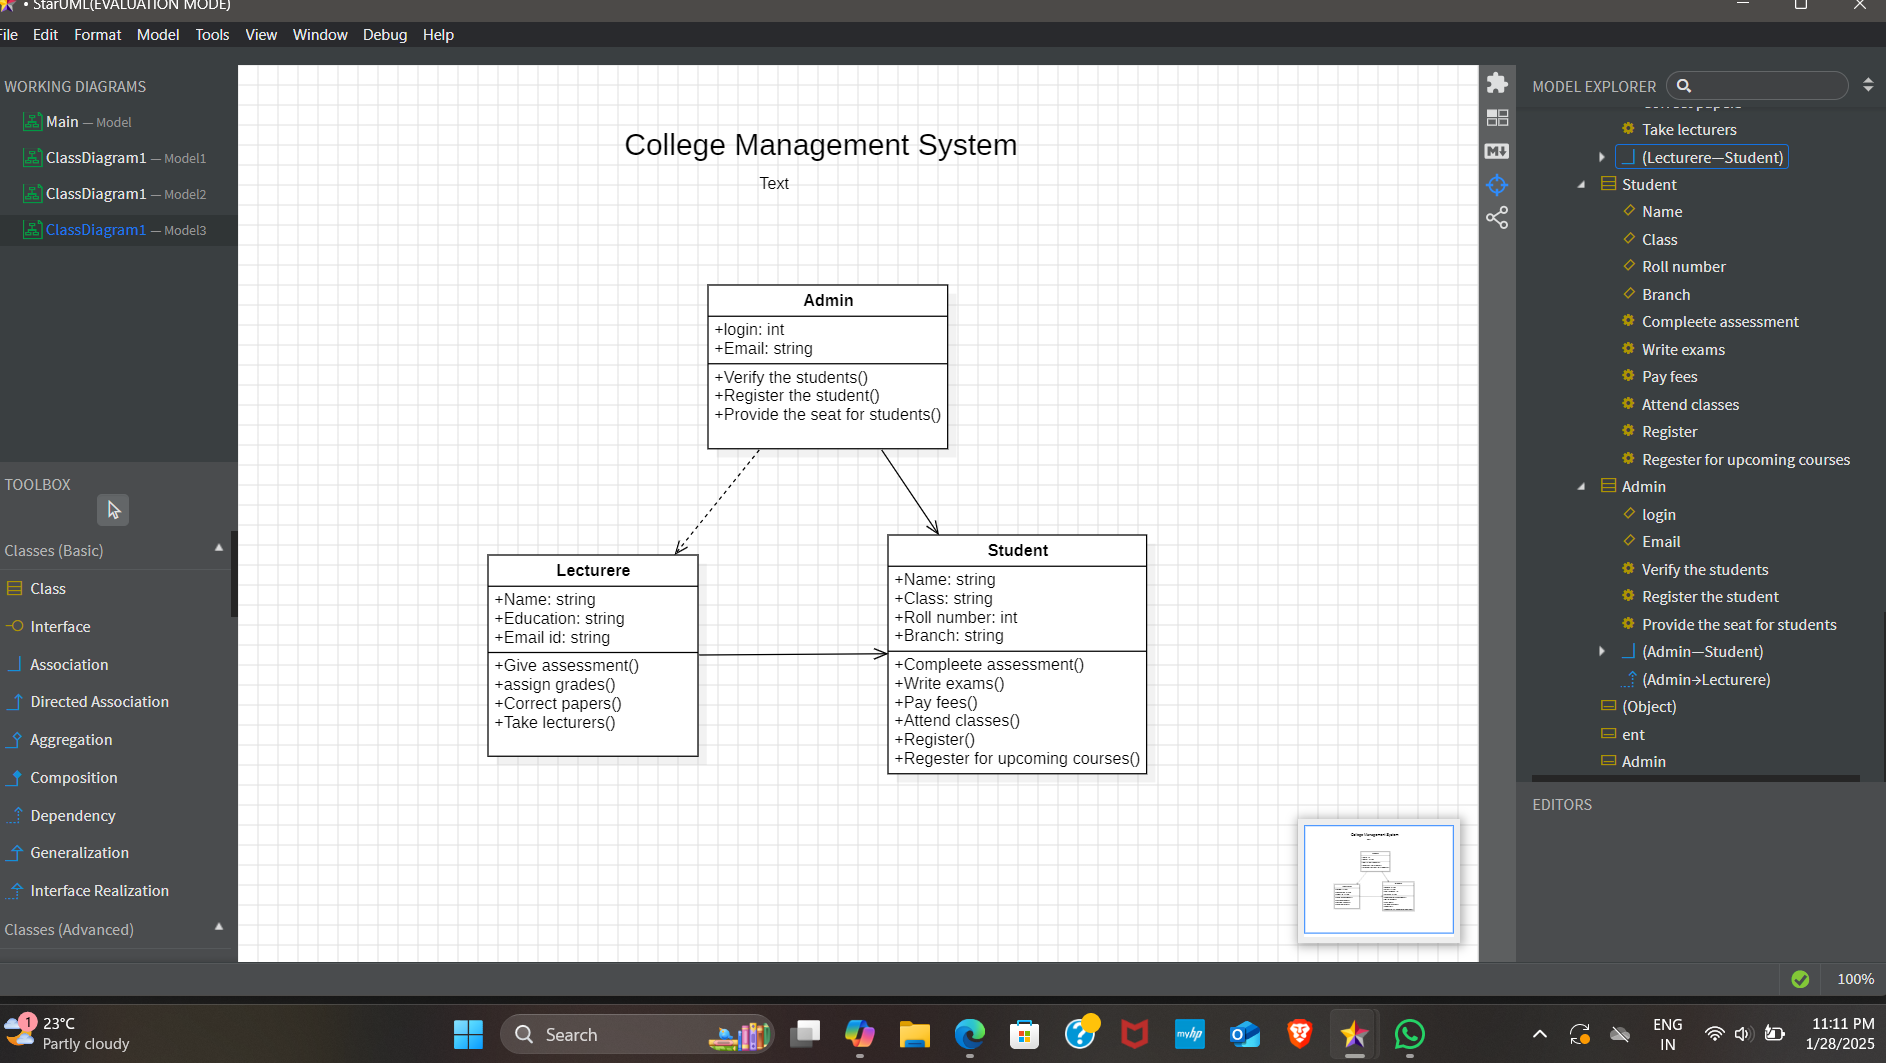 • StarUML(EVALUATION MODE)
File Edit Format Model Tools View Window Debug Help
WORKING DIAGRAMS
Main — Model
ClassDiagram1 — Model1
ClassDiagram1 — Model2
ClassDiagram1 — Model3
TOOLBOX
Classes (Basic)
Class
Interface
Association
Directed Association
Aggregation
Composition
Dependency
Generalization
Interface Realization
Classes (Advanced)
College Management System
Text
Admin
+login: int
+Email: string
+Verify the students()
+Register the student()
+Provide the seat for students()
Lecturere
+Name: string
+Education: string
+Email id: string
+Give assessment()
+assign grades()
+Correct papers()
+Take lecturers()
Student
+Name: string
+Class: string
+Roll number: int
+Branch: string
+Compleete assessment()
+Write exams()
+Pay fees()
+Attend classes()
+Register()
+Regester for upcoming courses()
College Management System
M
MODEL EXPLORER
Correct papers
Take lecturers
(Lecturere—Student)
Student
Name
Class
Roll number
Branch
Compleete assessment
Write exams
Pay fees
Attend classes
Register
Regester for upcoming courses
Admin
login
Email
Verify the students
Register the student
Provide the seat for students
(Admin—Student)
(Admin→Lecturere)
(Object)
ent
Admin
EDITORS
100%
1
23°C
Partly cloudy
Search
myhp
ENG
IN
11:11 PM
1/28/2025